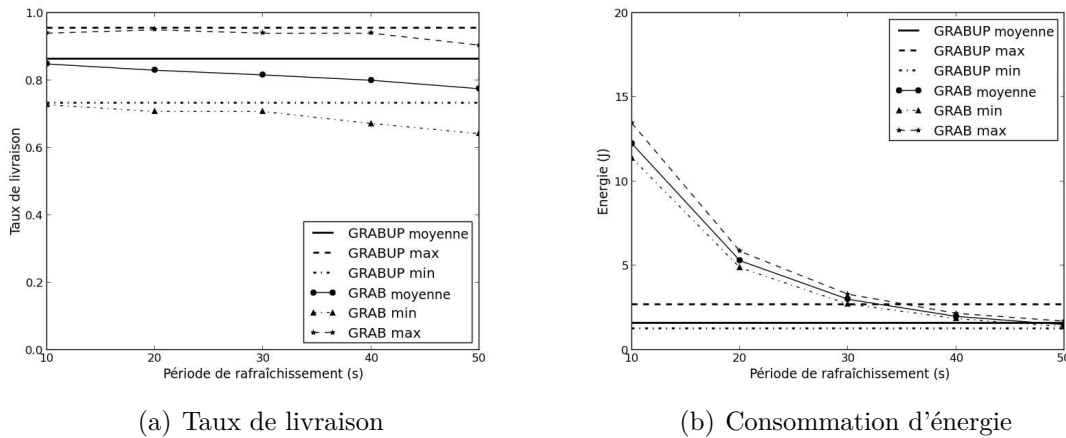 1.0
0.8
0.6
0.4
0.2
0.0
Taux de livraison
GRABUP moyenne
GRABUP max
GRABUP min
GRAB moyenne
GRAB min
GRAB max
10 20 30 40 50
Période de rafraîchissement (s)
(a) Taux de livraison
20
15
10
5
0
Energie (J)
GRABUP moyenne
GRABUP max
GRABUP min
GRAB moyenne
GRAB min
GRAB max
10 20 30 40 50
Période de rafraîchissement (s)
(b) Consommation d'énergie